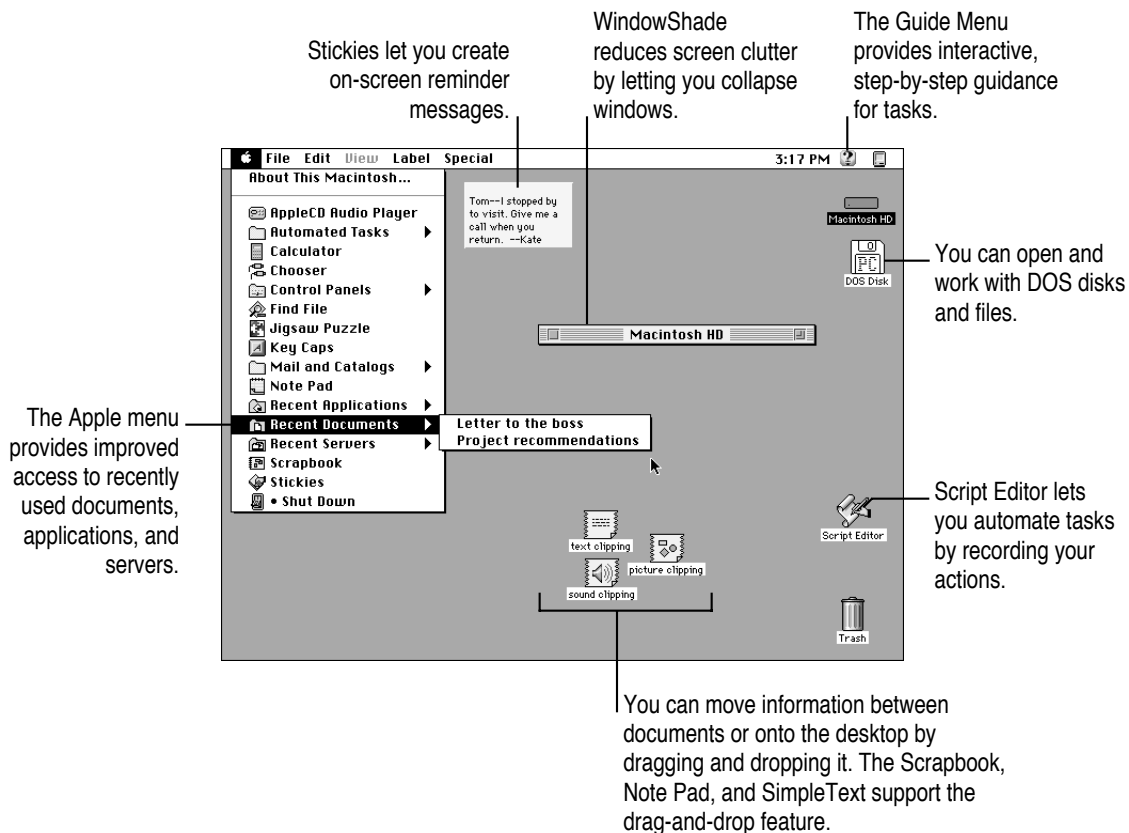 Stickies let you create
on-screen reminder
messages.
WindowShade
reduces screen clutter
by letting you collapse
windows.
The Guide Menu
provides interactive,
step-by-step guidance
for tasks.
File Edit View Label Special 3:17 PM
About This Macintosh...
AppleCD Audio Player
Automated Tasks
Calculator
Chooser
Control Panels
Find File
Jigsaw Puzzle
Key Caps
Mail and Catalogs
Note Pad
Recent Applications
Recent Documents
Recent Servers
Scrapbook
Stickies
• Shut Down
Letter to the boss
Project recommendations
Tom--I stopped by
to visit. Give me a
call when you
return. --Kate
Macintosh HD
Macintosh HD
PC
DOS Disk
You can open and
work with DOS disks
and files.
The Apple menu
provides improved
access to recently
used documents,
applications, and
servers.
text clipping
picture clipping
sound clipping
Script Editor
Script Editor lets
you automate tasks
by recording your
actions.
Trash
You can move information between
documents or onto the desktop by
dragging and dropping it. The Scrapbook,
Note Pad, and SimpleText support the
drag-and-drop feature.